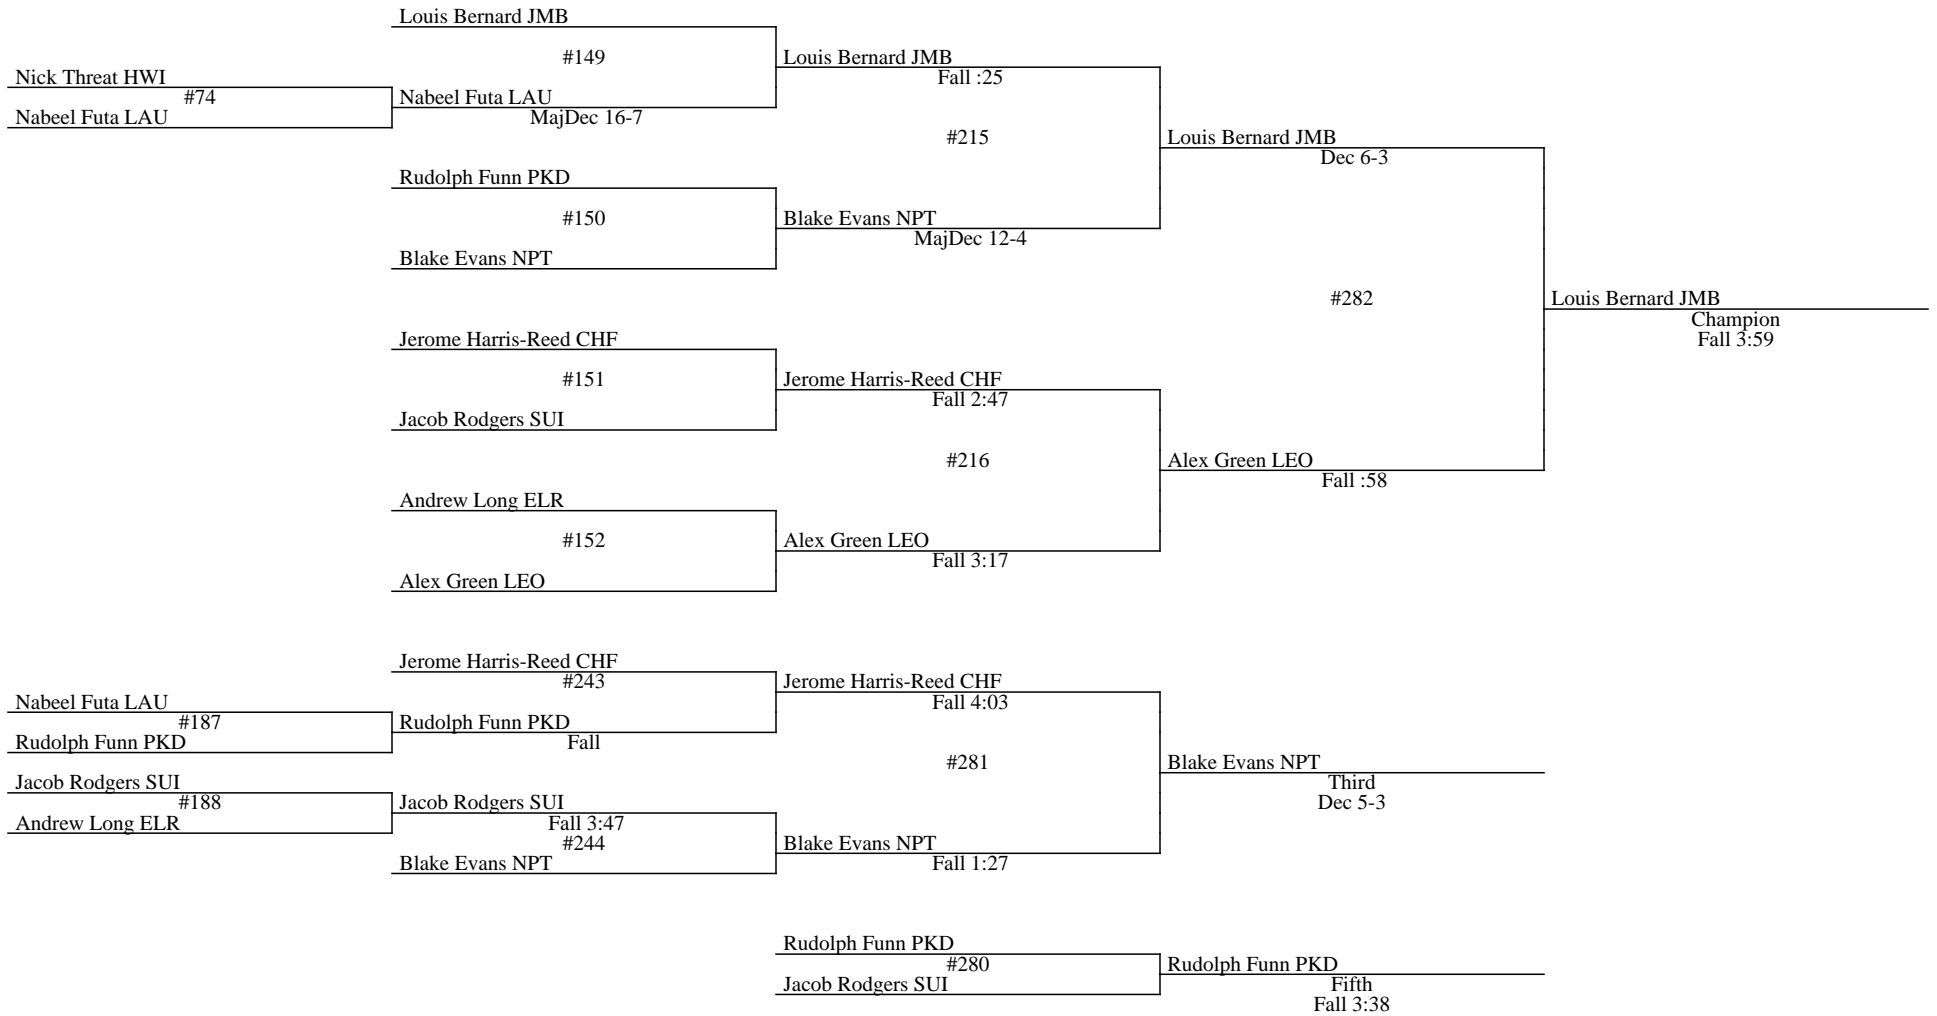 Louis Bernard JMB
#149
Louis Bernard JMB
Nick Threat HWI
Fall :25
#74
Nabeel Futa LAU
Nabeel Futa LAU
MajDec 16-7
#215
Louis Bernard JMB
Dec 6-3
Rudolph Funn PKD
#150
Blake Evans NPT
MajDec 12-4
Blake Evans NPT
#282
Louis Bernard JMB
Champion
Fall 3:59
Jerome Harris-Reed CHF
#151
Jerome Harris-Reed CHF
Fall 2:47
Jacob Rodgers SUI
#216
Alex Green LEO
Fall :58
Andrew Long ELR
#152
Alex Green LEO
Fall 3:17
Alex Green LEO
Jerome Harris-Reed CHF
#243
Jerome Harris-Reed CHF
Nabeel Futa LAU
Fall 4:03
#187
Rudolph Funn PKD
Rudolph Funn PKD
Fall
#281
Blake Evans NPT
Third
Dec 5-3
Jacob Rodgers SUI
#188
Jacob Rodgers SUI
Andrew Long ELR
Fall 3:47
#244
Blake Evans NPT
Blake Evans NPT
Fall 1:27
Rudolph Funn PKD
#280
Rudolph Funn PKD
Jacob Rodgers SUI
Fifth
Fall 3:38